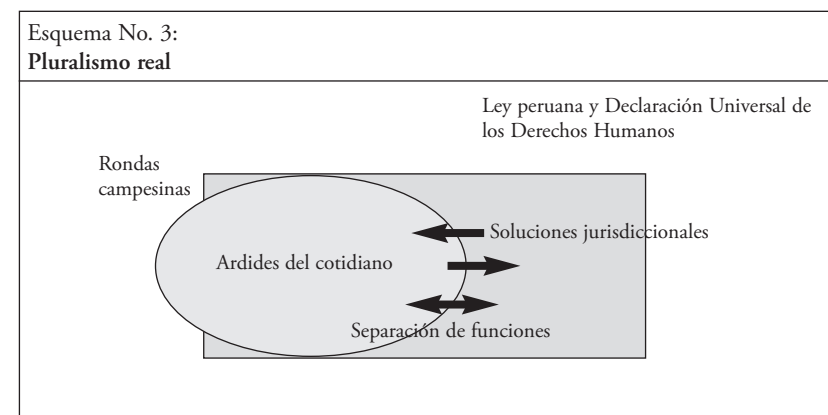 Esquema No. 3:
Pluralismo real
Ley peruana y Declaración Universal de
los Derechos Humanos
Rondas
campesinas
Soluciones jurisdiccionales
Ardides del cotidiano
Separación de funciones